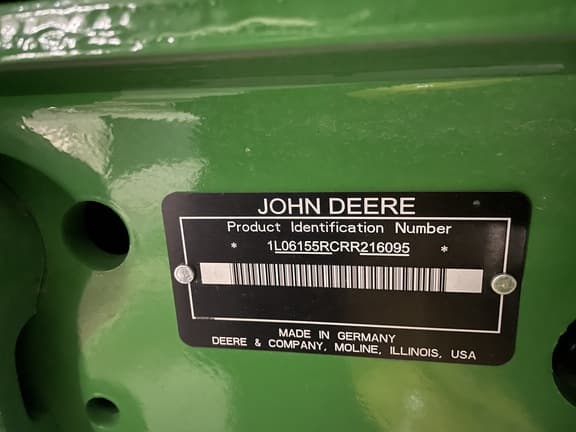 JOHN DEERE
Product Identification Number
* 1L06155RCRR216095 *
MADE IN GERMANY
DEERE & COMPANY, MOLINE, ILLINOIS, USA